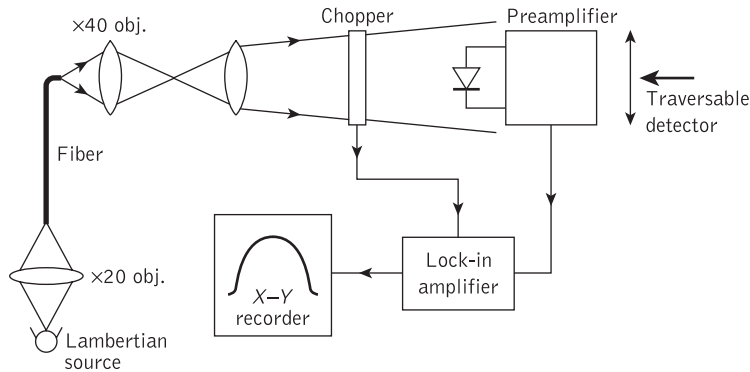 ×40 obj.
Chopper
Preamplifier
Traversable
detector
Fiber
×20 obj.
Lambertian
source
X–Y
recorder
Lock-in
amplifier